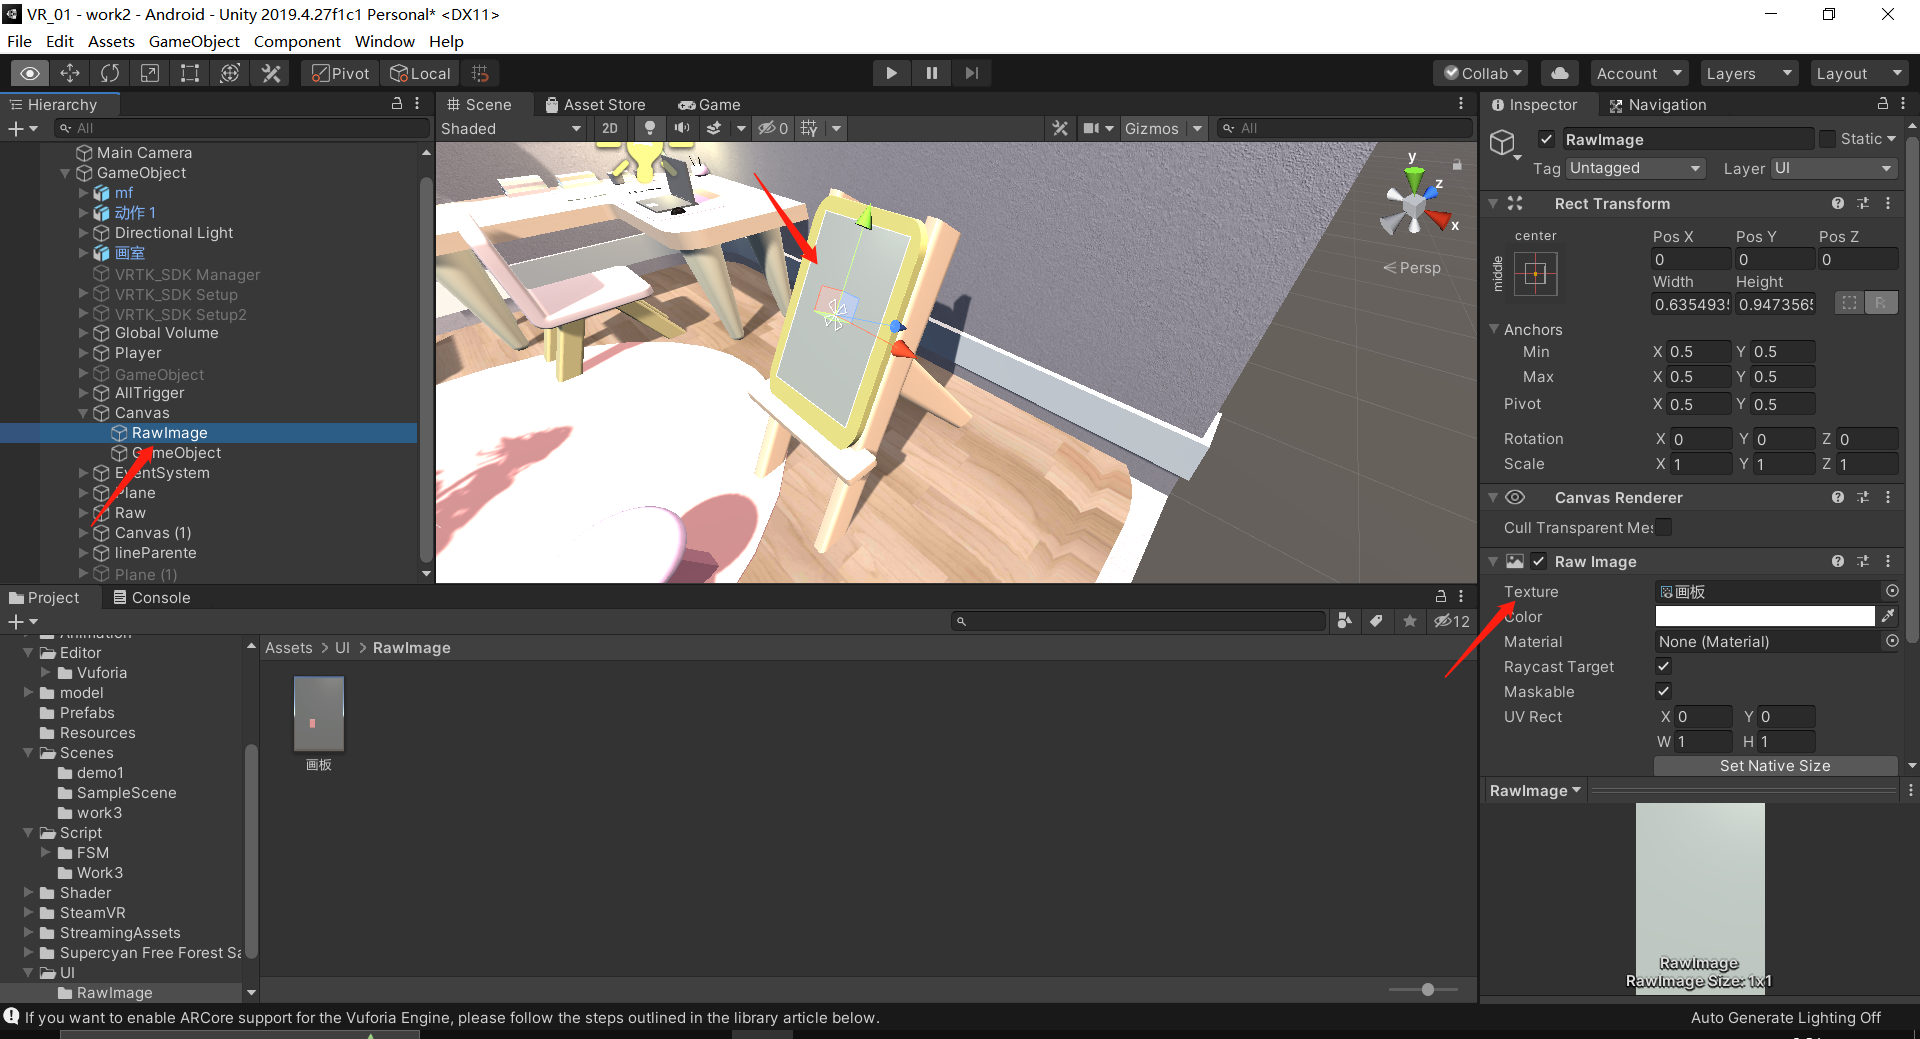 VR_01 - work2 - Android - Unity 2019.4.27f1c1 Personal* <DX11>
File Edit Assets GameObject Component Window Help
Pivot Local Collab Account Layers Layout
Hierarchy
All
Main Camera
GameObject
mf
动作 1
Directional Light
画室
VRTK_SDK Manager
VRTK_SDK Setup
VRTK_SDK Setup2
Global Volume
Player
GameObject
AllTrigger
Canvas
RawImage
GameObject
EventSystem
Plane
Raw
Canvas (1)
lineParente
Plane (1)
Scene Asset Store Game
Shaded 2D 0 Gizmos All
y
z
x
Persp
Inspector Navigation
RawImage Static
Tag Untagged Layer UI
Rect Transform
center
middle
Pos X Pos Y Pos Z
0 0 0
Width Height
0.6354935 0.9473565 R
Anchors
Min X 0.5 Y 0.5
Max X 0.5 Y 0.5
Pivot X 0.5 Y 0.5
Rotation X 0 Y 0 Z 0
Scale X 1 Y 1 Z 1
Canvas Renderer
Cull Transparent Mes
Raw Image
Texture 画板
Color
Material None (Material)
Raycast Target
Maskable
UV Rect X 0 Y 0
W 1 H 1
Set Native Size
RawImage
RawImage
RawImage Size: 1x1
Project Console
12
Animation
Editor
Vuforia
model
Prefabs
Resources
Scenes
demo1
SampleScene
work3
Script
FSM
Work3
Shader
SteamVR
StreamingAssets
Supercyan Free Forest Sa
UI
RawImage
Assets > UI > RawImage
画板
If you want to enable ARCore support for the Vuforia Engine, please follow the steps outlined in the library article below.
Auto Generate Lighting Off